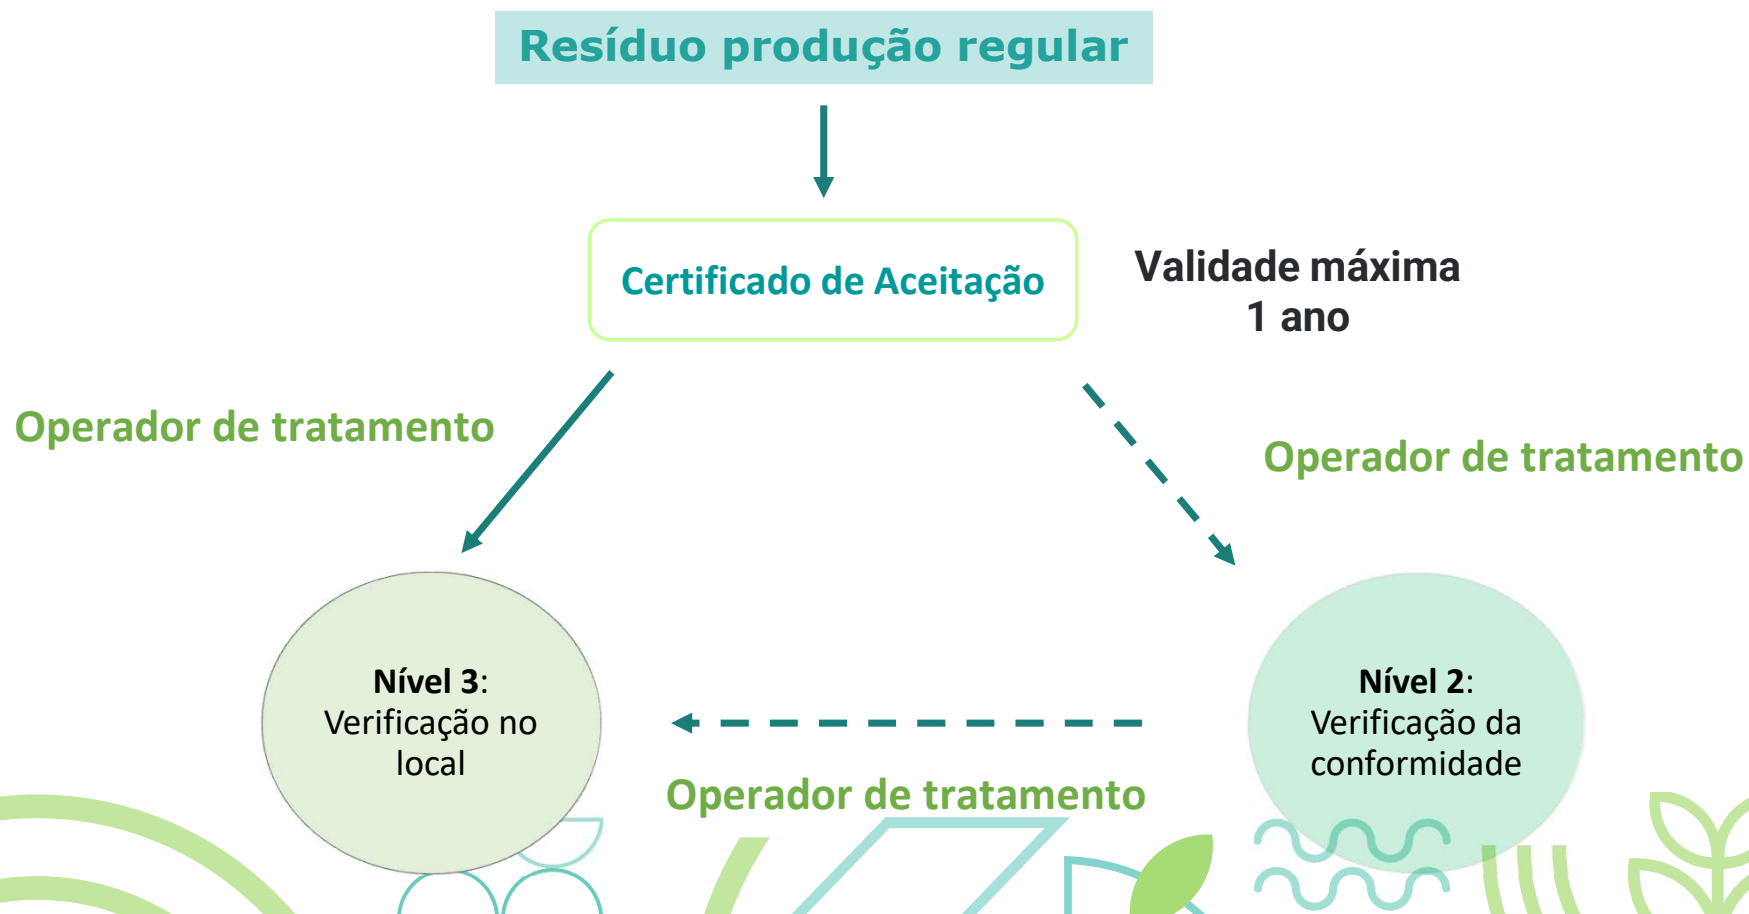 Resíduo produção regular
Certificado de Aceitação
Validade máxima
1 ano
Operador de tratamento
Operador de tratamento
Nível 3:
Verificação no
local
Nível 2:
Verificação da
conformidade
Operador de tratamento